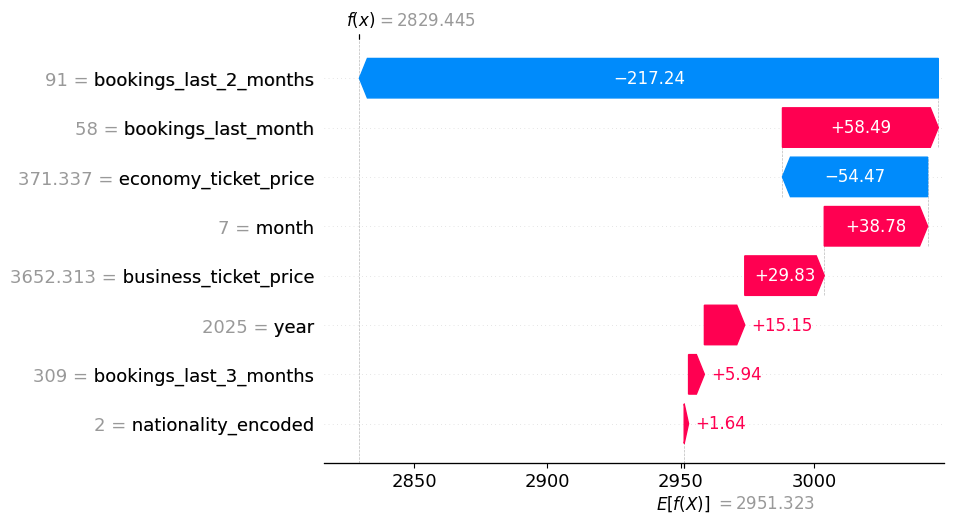 f(x) = 2829.445
91 = bookings_last_2_months
−217.24
58 = bookings_last_month
+58.49
371.337 = economy_ticket_price
−54.47
7 = month
+38.78
3652.313 = business_ticket_price
+29.83
2025 = year
+15.15
309 = bookings_last_3_months
+5.94
2 = nationality_encoded
+1.64
2850 2900 2950 3000
E[f(X)] = 2951.323